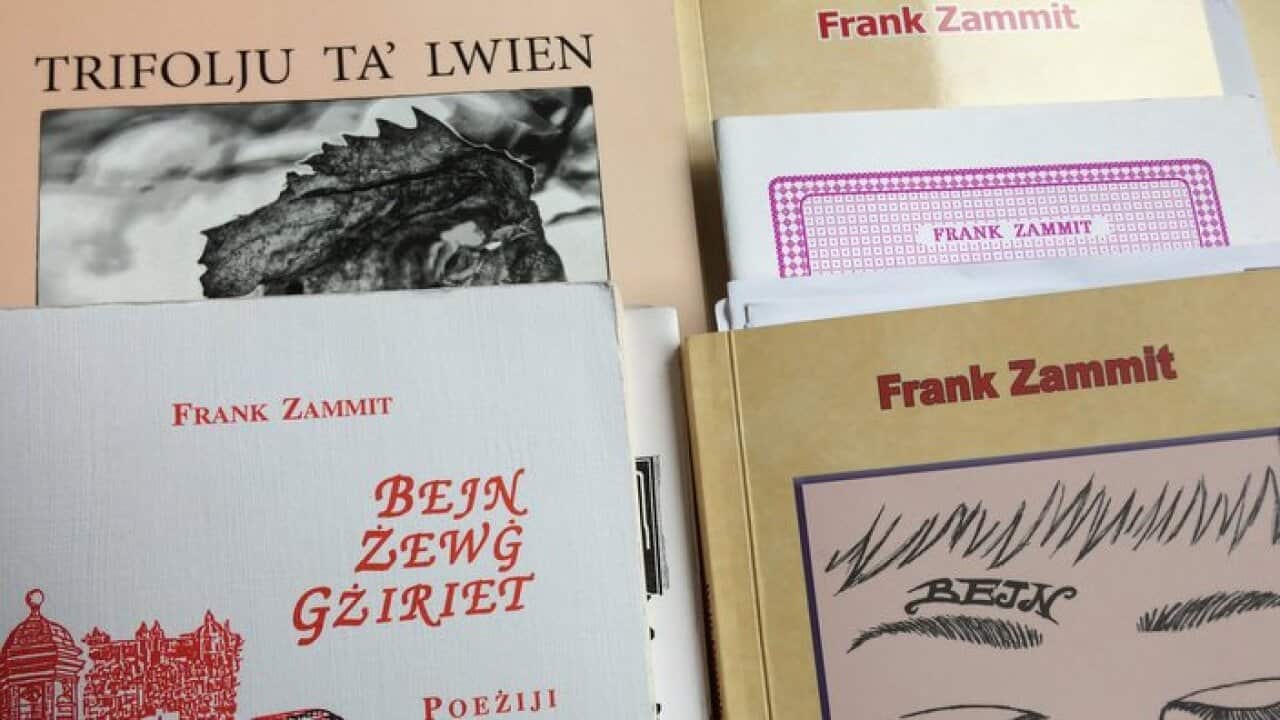 TRIFOLJU TA' LWIEN
Frank Zammit
FRANK ZAMMIT
FRANK ZAMMIT
BEJN
ŻEWĠ
GŻIRIET
POEŻIJI
Frank Zammit
BEJN